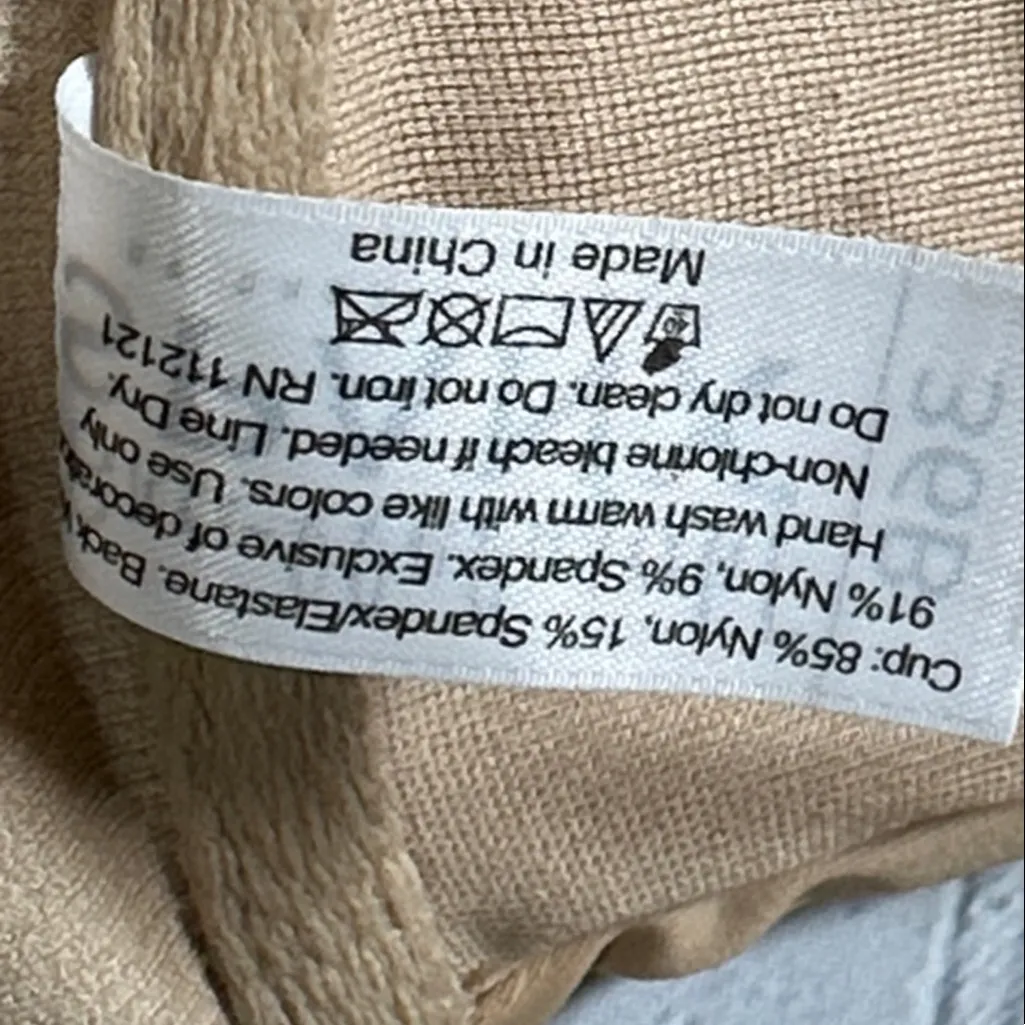 Cup: 85% Nylon, 15% Spandex/Elastane. Back
91% Nylon, 9% Spandex. Exclusive of
Hand wash warm with like colors. Use only
Non-chlorine bleach if needed. Line Dry.
Do not dry clean. Do not iron. RN 112121
40
Made in China